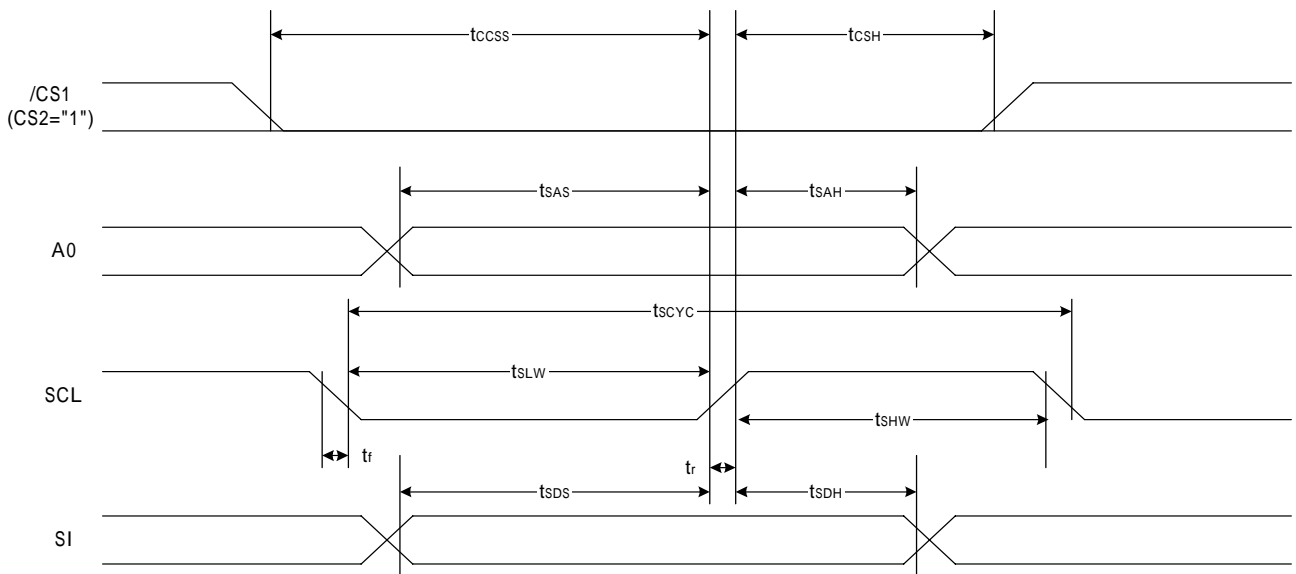 tCCSS
tCSH
/CS1
(CS2="1")
tSAS
tSAH
A0
tSCYC
tSLW
SCL
tSHW
tf
tr
tSDS
tSDH
SI